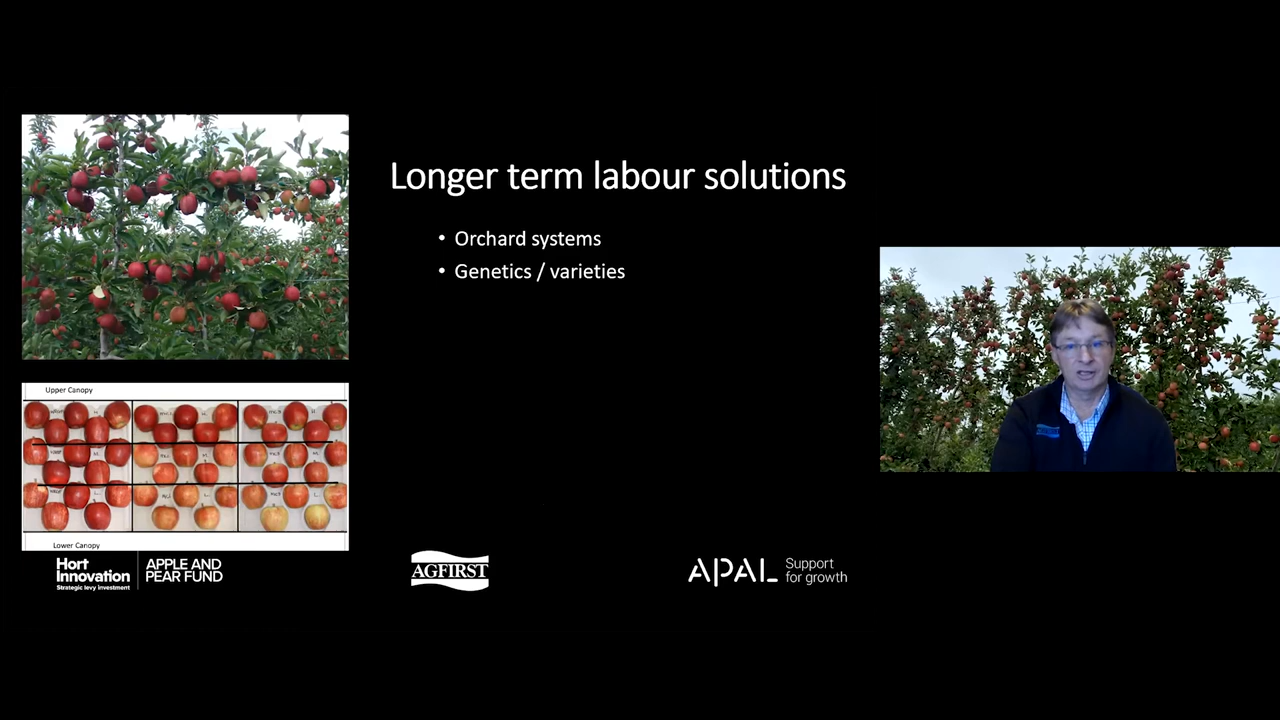 Longer term labour solutions
• Orchard systems
• Genetics / varieties
Upper Canopy
Lower Canopy
Hort
Innovation
Strategic levy investment
APPLE AND
PEAR FUND
AGFIRST
APAL
Support
for growth